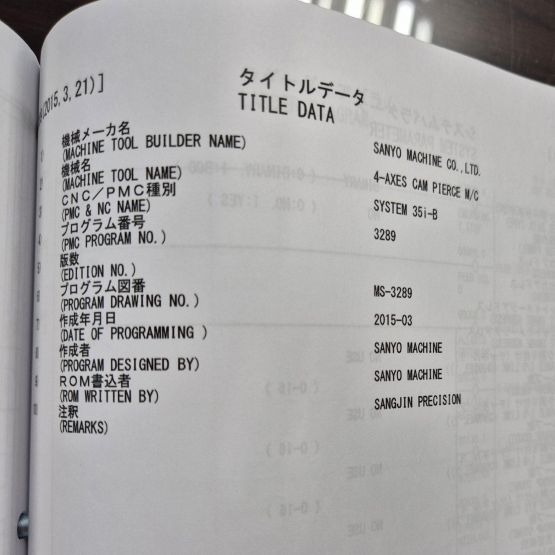 (2015, 3, 21)]
タイトルデータ
TITLE DATA
機械メーカ名
(MACHINE TOOL BUILDER NAME) SANYO MACHINE CO.,LTD.
機械名
(MACHINE TOOL NAME) 4-AXES CAM PIERCE M/C
CNC/PMC種別
(PMC & NC NAME) SYSTEM 35i-B
プログラム番号
(PMC PROGRAM NO.) 3289
版数
(EDITION NO.)
プログラム図番
(PROGRAM DRAWING NO.) MS-3289
作成年月日
(DATE OF PROGRAMMING ) 2015-03
作成者
(PROGRAM DESIGNED BY) SANYO MACHINE
ROM書込者
(ROM WRITTEN BY) SANYO MACHINE
注釈
(REMARKS) SANGJIN PRECISION